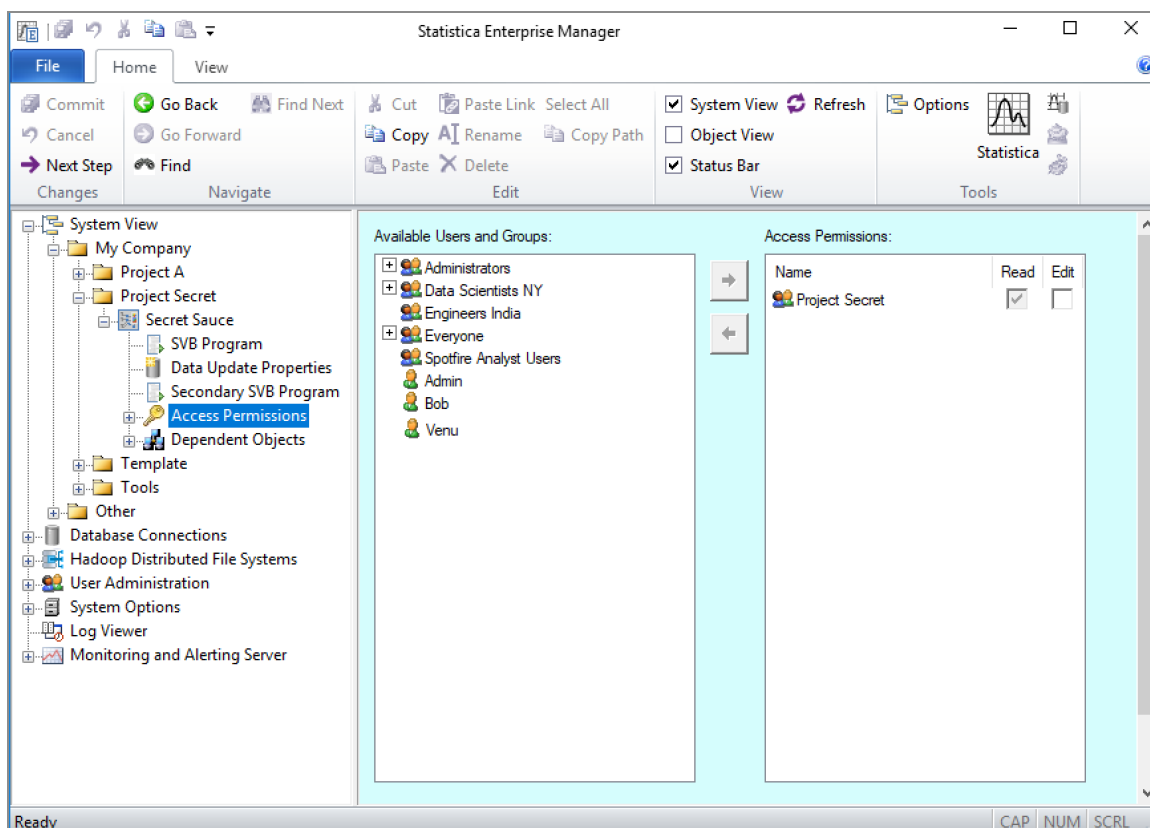 Statistica Enterprise Manager
File Home View
Commit Go Back Find Next Cut Paste Link Select All System View Refresh Options
Cancel Go Forward Copy Rename Copy Path Object View Statistica
Next Step Find Paste Delete Status Bar
Changes Navigate Edit View Tools
System View
My Company
Project A
Project Secret
Secret Sauce
SVB Program
Data Update Properties
Secondary SVB Program
Access Permissions
Dependent Objects
Template
Tools
Other
Database Connections
Hadoop Distributed File Systems
User Administration
System Options
Log Viewer
Monitoring and Alerting Server
Available Users and Groups:
Administrators
Data Scientists NY
Engineers India
Everyone
Spotfire Analyst Users
Admin
Bob
Venu
Access Permissions:
Name Read Edit
Project Secret
Ready CAP NUM SCRL